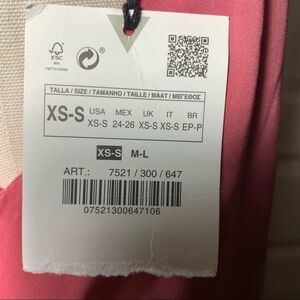 FSC
TALLA / SIZE / TAMANHO / TAILLE / MAAT / ΜΕΓΕΘΟΣ
XS-S USA MEX UK IT BR
XS-S 24-26 XS-S XS-S EP-P
XS-S M-L
ART.: 7521 / 300 / 647
07521300647106